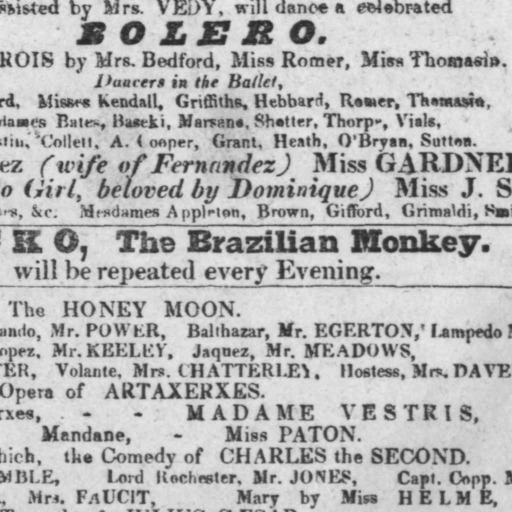 ssisted by Mrs. VEDY, will dance a celebrated
BOLERO.
ROIS by Mrs. Bedford, Miss Romer, Miss Thomasin.
Dancers in the Ballet,
rd, Misses Kendall, Griffiths, Hebbard, Romer, Thomasin,
dames Bates, Baseki, Marsano, Shotter, Thorp-, Vials,
stin, Collett, A. Cooper, Grant, Heath, O'Bryan, Sutton.
ez (wife of Fernandez) Miss GARDNE
o Girl, beloved by Dominique) Miss J. S
rs, &c. Mesdames Appleton, Brown, Gifford, Grimaldi, Smi
KO, The Brazilian Monkey.
will be repeated every Evening.
The HONEY MOON.
ando, Mr. POWER, Balthazar, Mr. EGERTON, Lampedo M
opez, Mr. KEELEY, Jaquez, Mr. MEADOWS,
TER, Volante, Mrs. CHATTERLEY, Hostess, Mrs. DAVE
Opera of ARTAXERXES.
rxes, - - MADAME VESTRIS,
Mandane, - Miss PATON.
hich, the Comedy of CHARLES the SECOND.
MBLE, Lord Rochester, Mr. JONES, Capt. Copp. M
, Mrs. FAUCIT, Mary by Miss HELME,